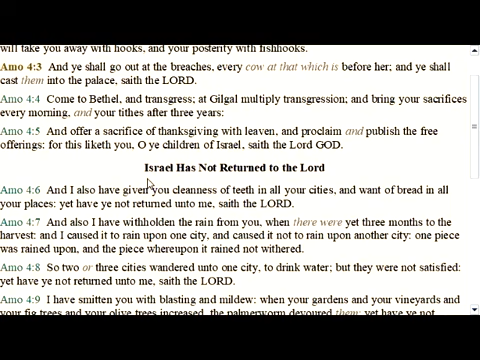 will take you away with hooks, and your posterity with fishhooks.
Amo 4:3 And ye shall go out at the breaches, every cow at that which is before her; and ye shall
cast them into the palace, saith the LORD.
Amo 4:4 Come to Bethel, and transgress; at Gilgal multiply transgression; and bring your sacrifices
every morning, and your tithes after three years:
Amo 4:5 And offer a sacrifice of thanksgiving with leaven, and proclaim and publish the free
offerings: for this liketh you, O ye children of Israel, saith the Lord GOD.
Israel Has Not Returned to the Lord
Amo 4:6 And I also have given you cleanness of teeth in all your cities, and want of bread in all
your places: yet have ye not returned unto me, saith the LORD.
Amo 4:7 And also I have withholden the rain from you, when there were yet three months to the
harvest: and I caused it to rain upon one city, and caused it not to rain upon another city: one piece
was rained upon, and the piece whereupon it rained not withered.
Amo 4:8 So two or three cities wandered unto one city, to drink water; but they were not satisfied:
yet have ye not returned unto me, saith the LORD.
Amo 4:9 I have smitten you with blasting and mildew: when your gardens and your vineyards and
your fig trees and your olive trees increased, the palmerworm devoured them: yet have ye not